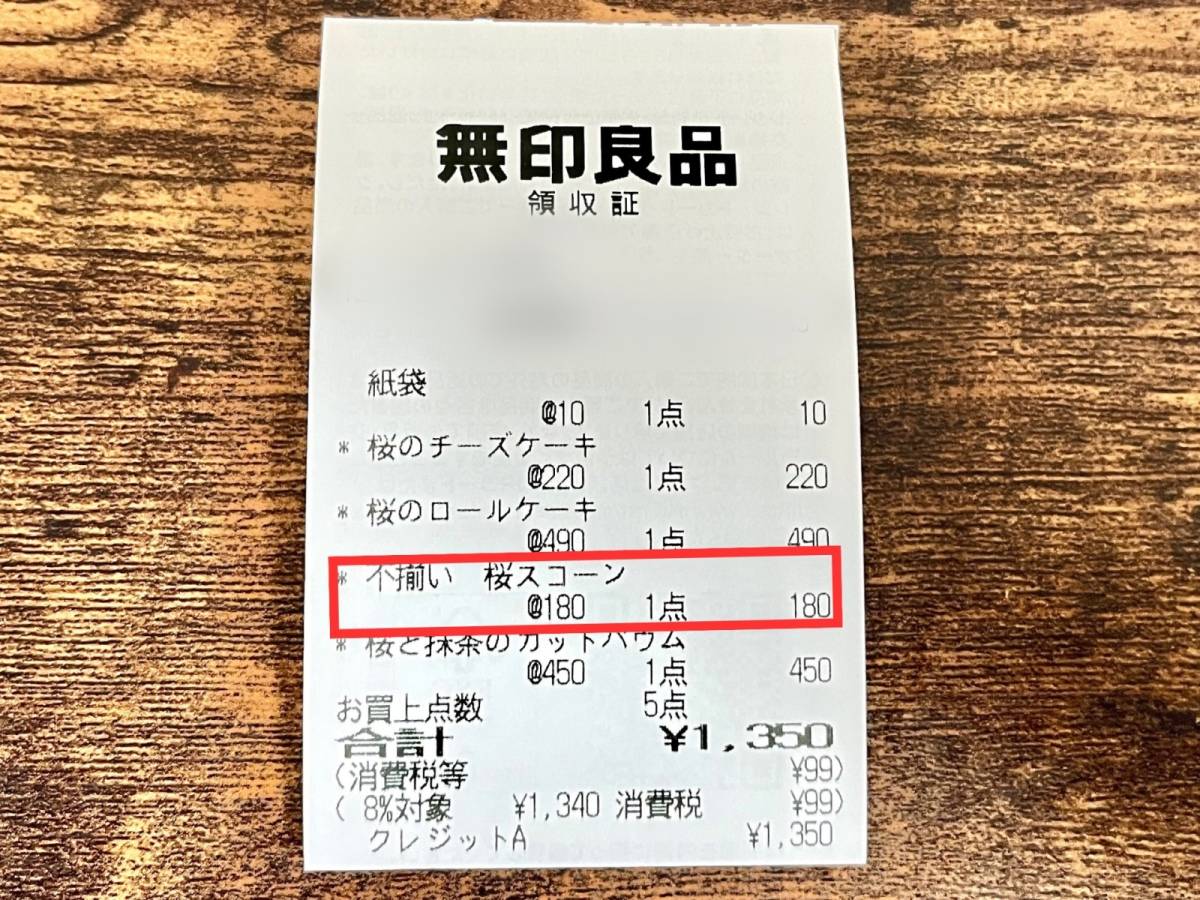 無印良品
領収証
紙袋
@10 1点 10
* 桜のチーズケーキ
@220 1点 220
* 桜のロールケーキ
@490 1点 490
* 不揃い 桜スコーン
@180 1点 180
* 桜と抹茶のカットバウム
@450 1点 450
お買上点数 5点
合計 ¥1,350
(消費税等 ¥99)
( 8%対象 ¥1,340 消費税 ¥99)
クレジットA ¥1,350